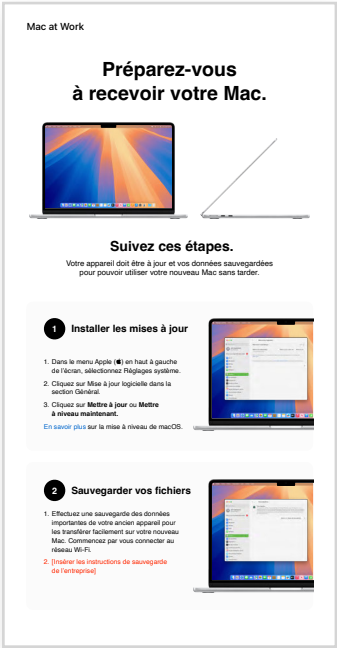 Mac at Work
Préparez-vous
à recevoir votre Mac.
Suivez ces étapes.
Votre appareil doit être à jour et vos données sauvegardées
pour pouvoir utiliser votre nouveau Mac sans tarder.
1 Installer les mises à jour
1. Dans le menu Apple () en haut à gauche
de l’écran, sélectionnez Réglages système.
2. Cliquez sur Mise à jour logicielle dans la
section Général.
3. Cliquez sur Mettre à jour ou Mettre
à niveau maintenant.
En savoir plus sur la mise à niveau de macOS.
2 Sauvegarder vos fichiers
1. Effectuez une sauvegarde des données
importantes de votre ancien appareil pour
les transférer facilement sur votre nouveau
Mac. Commencez par vous connecter au
réseau Wi-Fi.
2. [Insérer les instructions de sauvegarde
de l’entreprise]